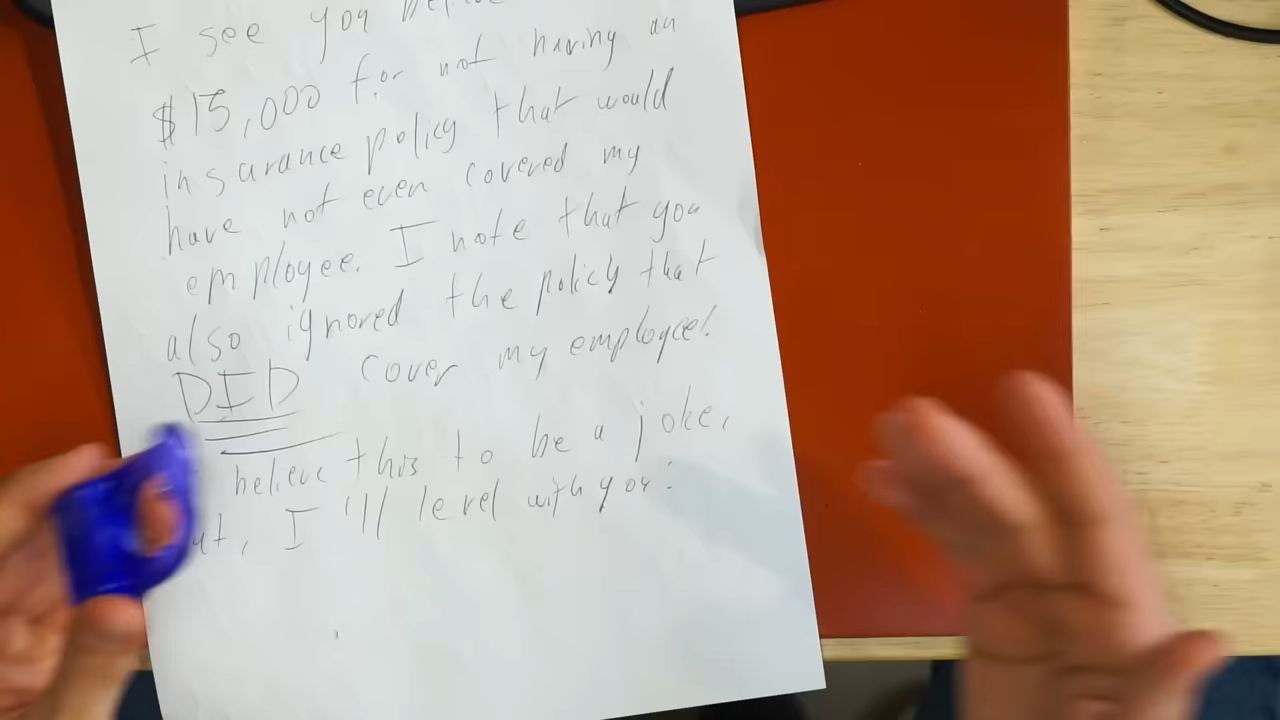 I see you
$15,000 for not having an
insurance policy that would
have not even covered my
employee. I note that you
also ignored the policy that
DID cover my employee!
believe this to be a joke,
I'll level with you: